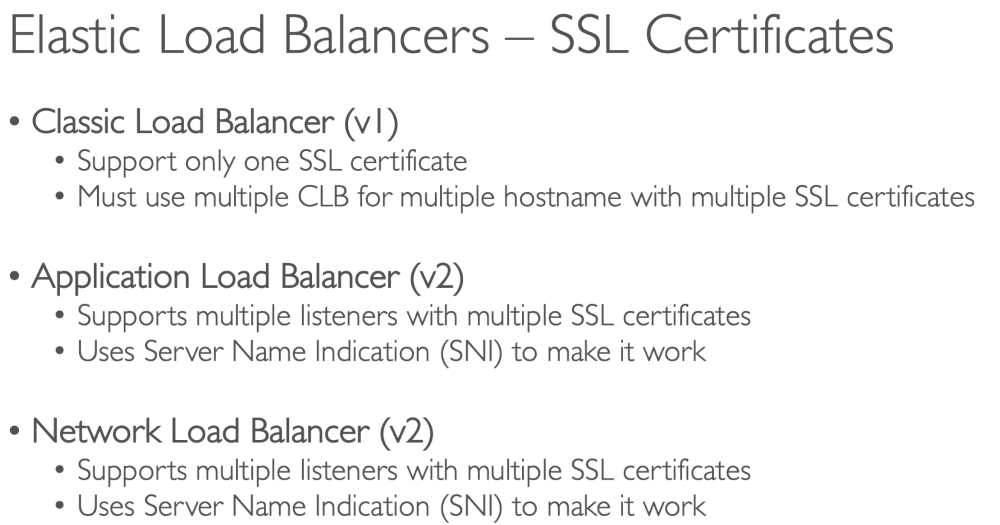 Elastic Load Balancers – SSL Certificates
• Classic Load Balancer (v1)
• Support only one SSL certificate
• Must use multiple CLB for multiple hostname with multiple SSL certificates
• Application Load Balancer (v2)
• Supports multiple listeners with multiple SSL certificates
• Uses Server Name Indication (SNI) to make it work
• Network Load Balancer (v2)
• Supports multiple listeners with multiple SSL certificates
• Uses Server Name Indication (SNI) to make it work